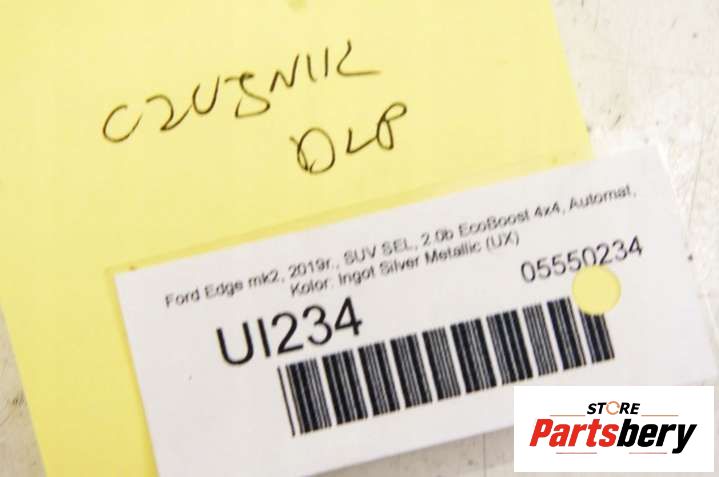 CZUJNIK
DLP
Ford Edge mk2, 2019r., SUV SEL, 2.0b EcoBoost 4x4, Automat,
Kolor: Ingot Silver Metallic (UX)
UI234
05550234
STORE
Partsbery